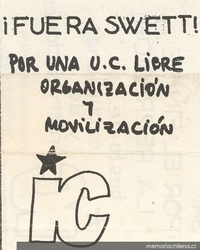 ¡FUERA SWETT!
POR UNA U.C. LIBRE
ORGANIZACIÓN
Y
MOVILIZACIÓN
IC
memoriachilena.cl